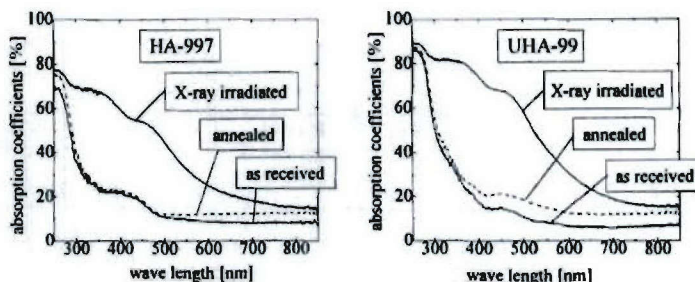 absorption coefficients [%]
100
80
60
40
20
0
HA-997
X-ray irradiated
annealed
as received
300 400 500 600 700 800
wave length [nm]
absorption coefficients [%]
100
80
60
40
20
0
UHA-99
X-ray irradiated
annealed
as received
300 400 500 600 700 800
wave length [nm]